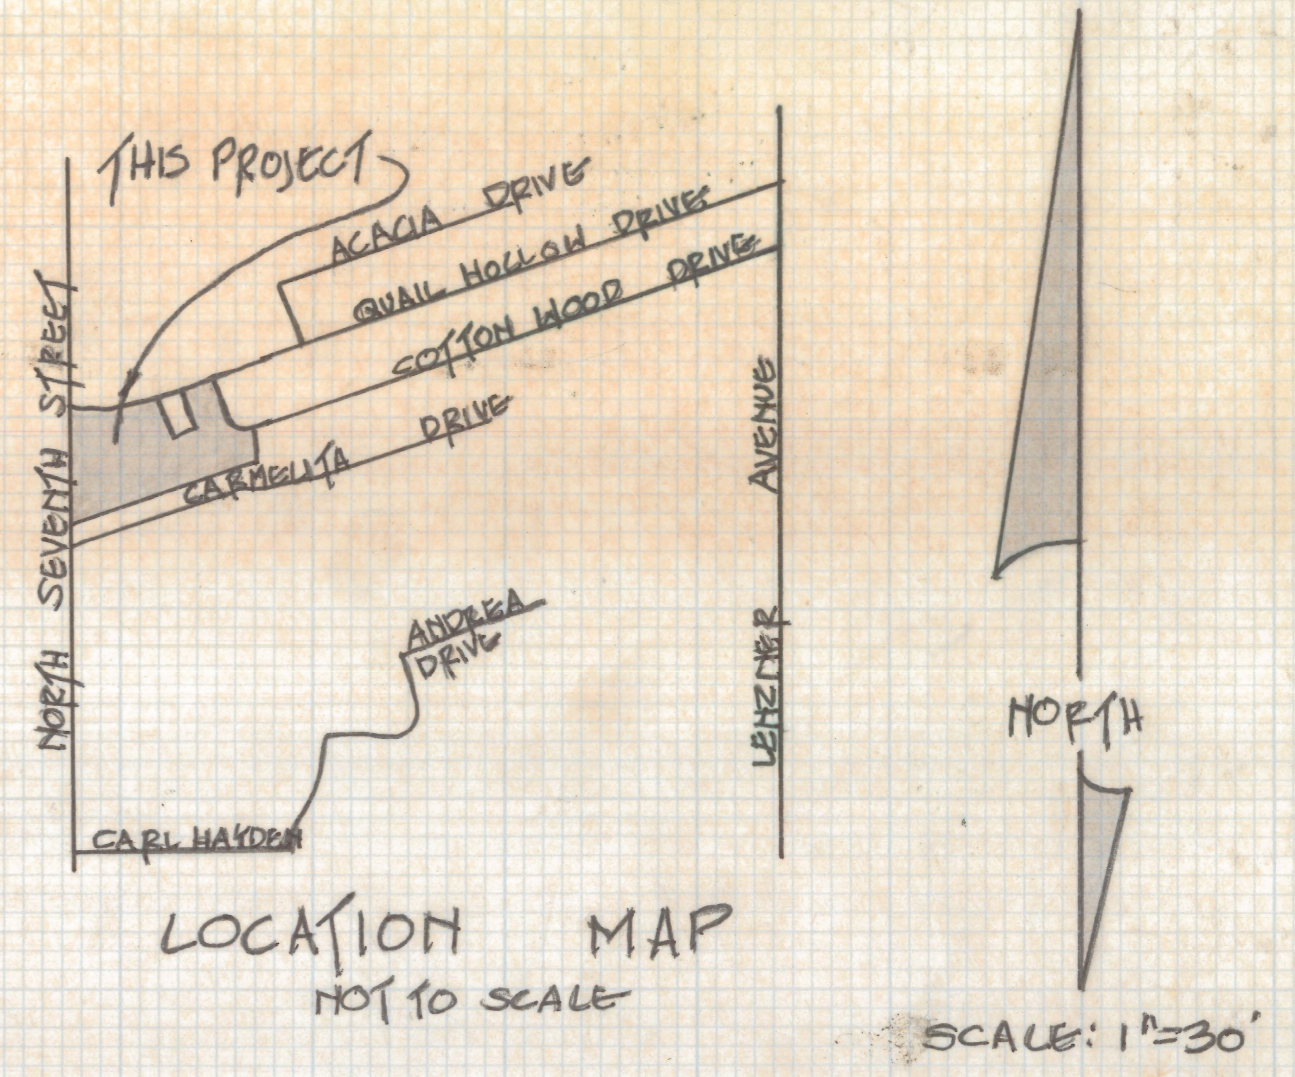 THIS PROJECT
ACACIA DRIVE
QUAIL HOLLOW DRIVE
COTTON WOOD DRIVE
CARMELITA DRIVE
NORTH SEVENTH STREET
LENZNER AVENUE
ANDREA
DRIVE
CARL HAYDEN
LOCATION MAP
NOT TO SCALE
NORTH
SCALE: 1"=30'